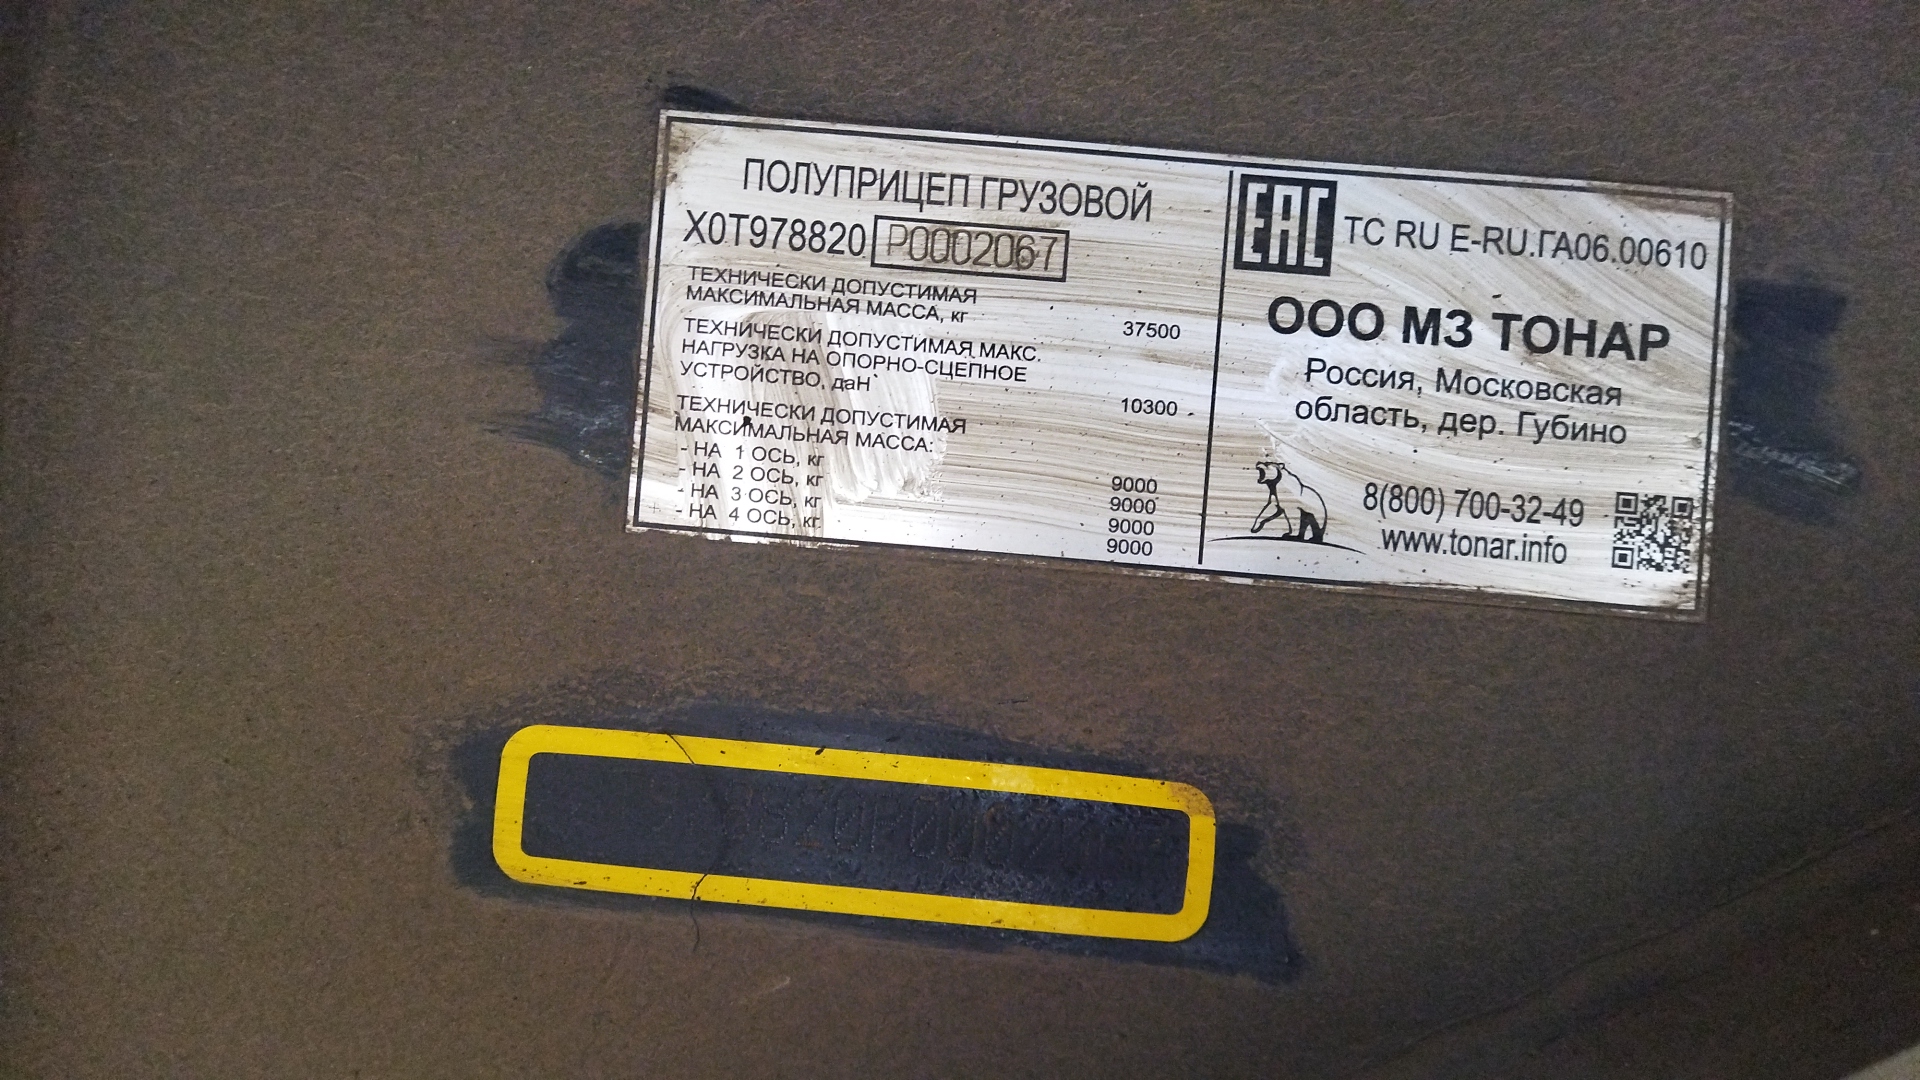 ПОЛУПРИЦЕП ГРУЗОВОЙ
X0T978820 P0002067
ТЕХНИЧЕСКИ ДОПУСТИМАЯ
МАКСИМАЛЬНАЯ МАССА, кг 37500
ТЕХНИЧЕСКИ ДОПУСТИМАЯ МАКС.
НАГРУЗКА НА ОПОРНО-СЦЕПНОЕ
УСТРОЙСТВО, даН 10300
ТЕХНИЧЕСКИ ДОПУСТИМАЯ
МАКСИМАЛЬНАЯ МАССА:
- НА 1 ОСЬ, кг 9000
- НА 2 ОСЬ, кг 9000
- НА 3 ОСЬ, кг 9000
- НА 4 ОСЬ, кг 9000
EAC TC RU E-RU.ГА06.00610
ООО МЗ ТОНАР
Россия, Московская
область, дер. Губино
8(800) 700-32-49
www.tonar.info